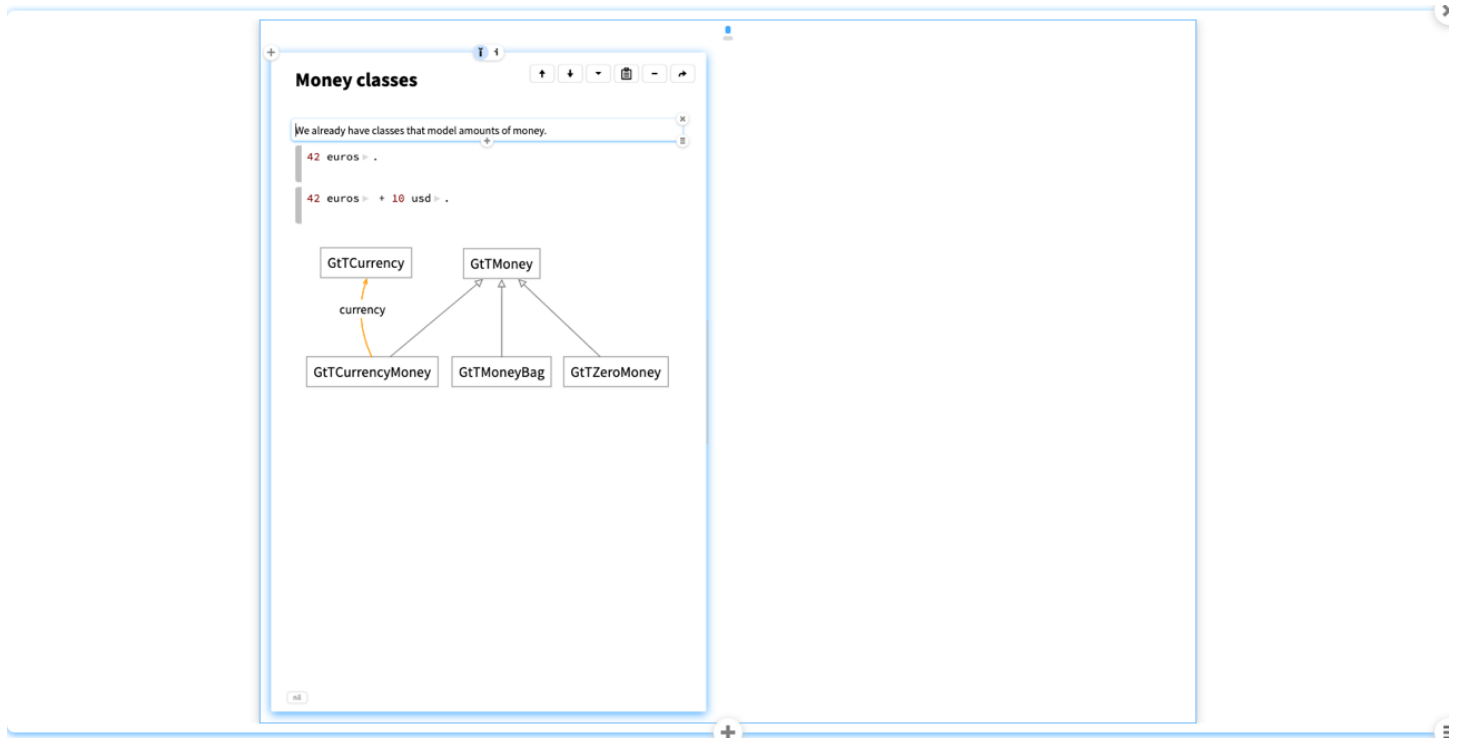 Money classes
We already have classes that model amounts of money.
42 euros .
42 euros + 10 usd .
GtTCurrency GtTMoney
currency
GtTCurrencyMoney GtTMoneyBag GtTZeroMoney
nil